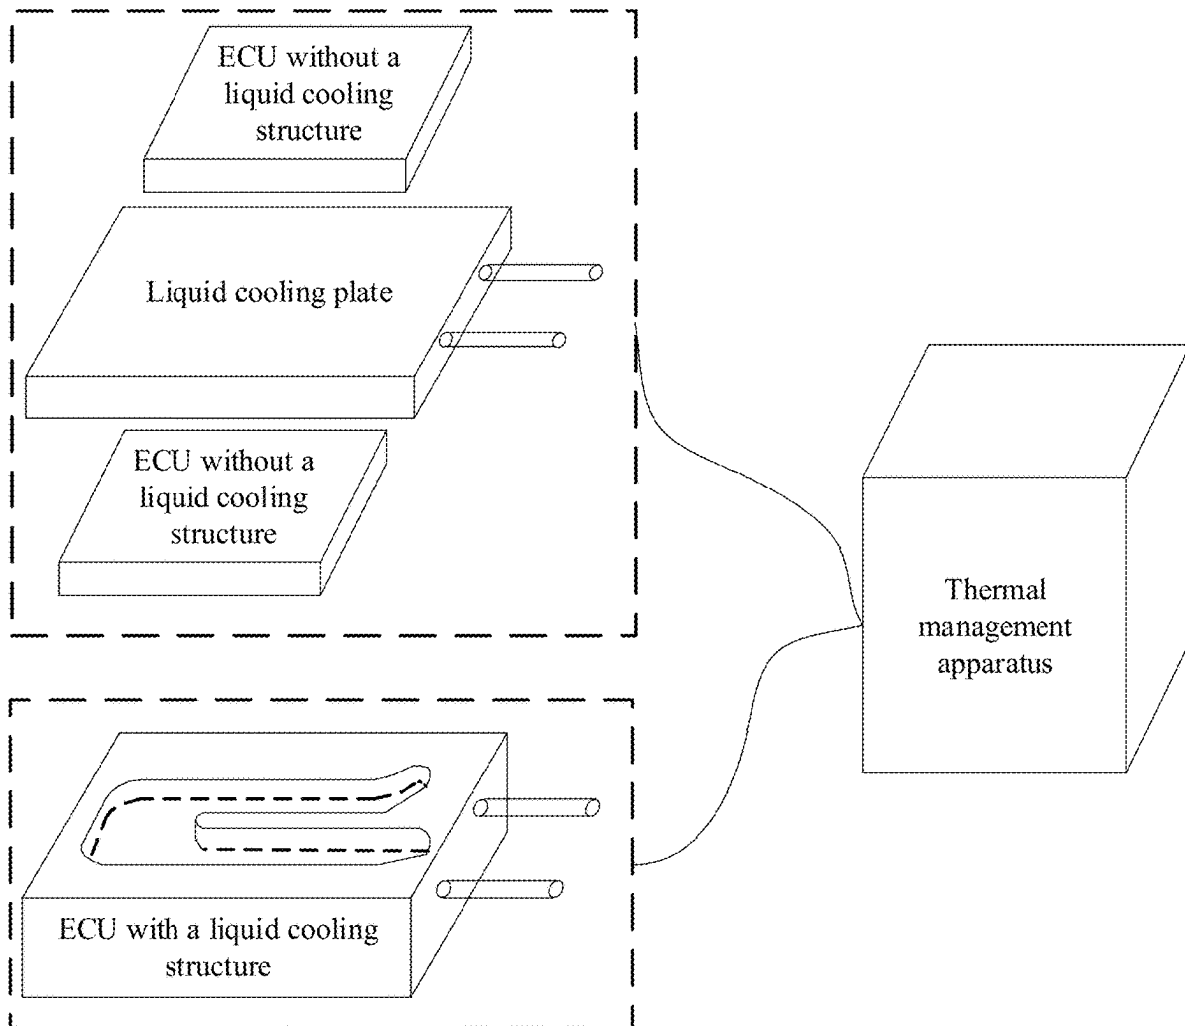 ECU without a
liquid cooling
structure
Liquid cooling plate
ECU without a
liquid cooling
structure
Thermal
management
apparatus
ECU with a liquid cooling
structure